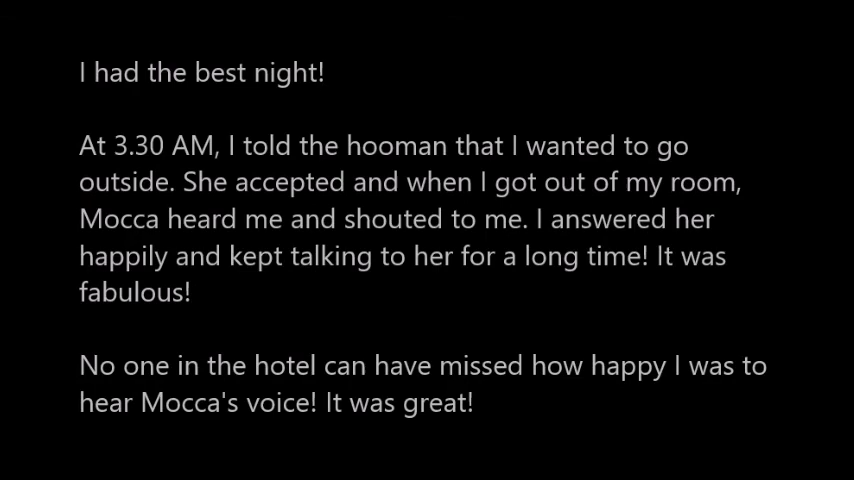 I had the best night!
At 3.30 AM, I told the hooman that I wanted to go
outside. She accepted and when I got out of my room,
Mocca heard me and shouted to me. I answered her
happily and kept talking to her for a long time! It was
fabulous!
No one in the hotel can have missed how happy I was to
hear Mocca's voice! It was great!